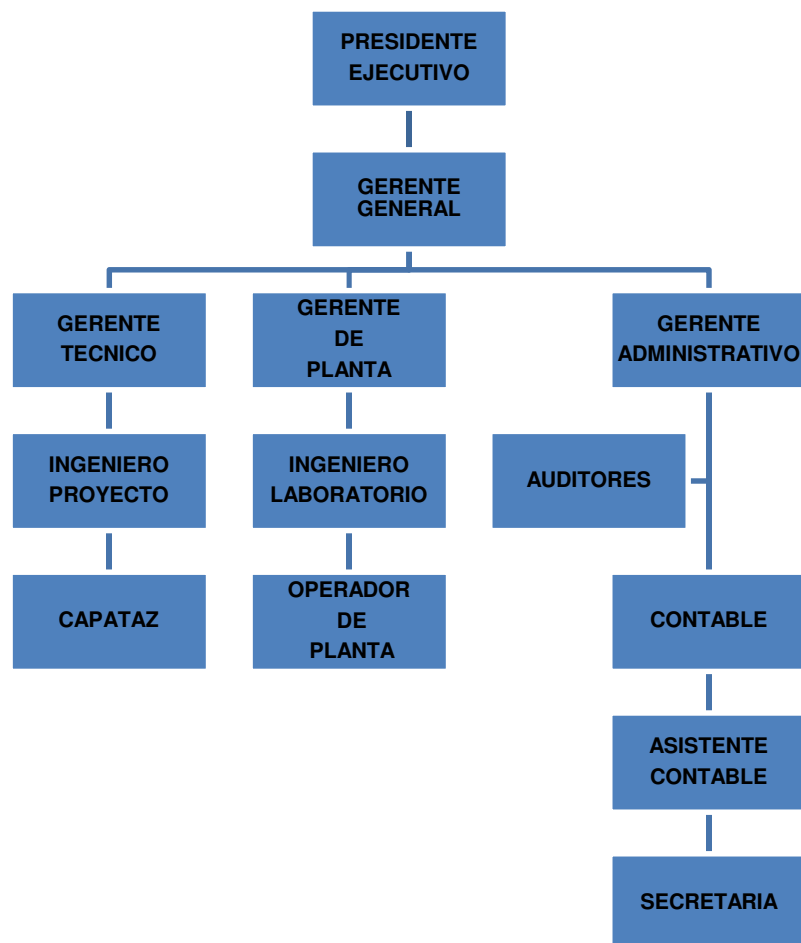 PRESIDENTE
EJECUTIVO
GERENTE
GENERAL
GERENTE
TECNICO
GERENTE
DE
PLANTA
GERENTE
ADMINISTRATIVO
INGENIERO
PROYECTO
INGENIERO
LABORATORIO
AUDITORES
CAPATAZ
OPERADOR
DE
PLANTA
CONTABLE
ASISTENTE
CONTABLE
SECRETARIA